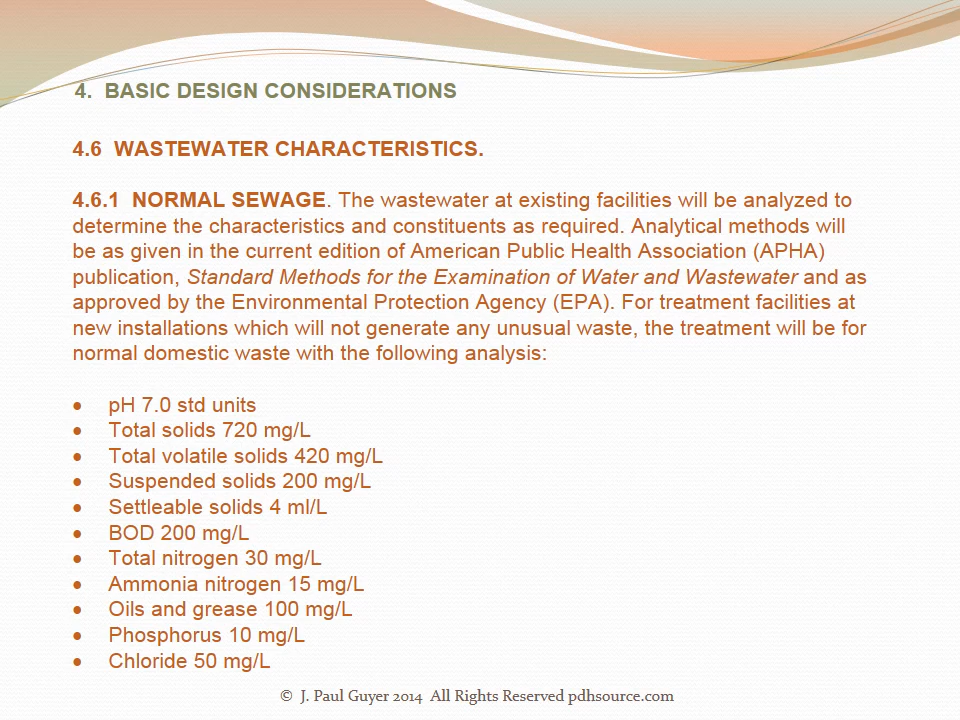 4. BASIC DESIGN CONSIDERATIONS
4.6 WASTEWATER CHARACTERISTICS.
4.6.1 NORMAL SEWAGE. The wastewater at existing facilities will be analyzed to
determine the characteristics and constituents as required. Analytical methods will
be as given in the current edition of American Public Health Association (APHA)
publication, Standard Methods for the Examination of Water and Wastewater and as
approved by the Environmental Protection Agency (EPA). For treatment facilities at
new installations which will not generate any unusual waste, the treatment will be for
normal domestic waste with the following analysis:
• pH 7.0 std units
• Total solids 720 mg/L
• Total volatile solids 420 mg/L
• Suspended solids 200 mg/L
• Settleable solids 4 ml/L
• BOD 200 mg/L
• Total nitrogen 30 mg/L
• Ammonia nitrogen 15 mg/L
• Oils and grease 100 mg/L
• Phosphorus 10 mg/L
• Chloride 50 mg/L
© J. Paul Guyer 2014 All Rights Reserved pdhsource.com